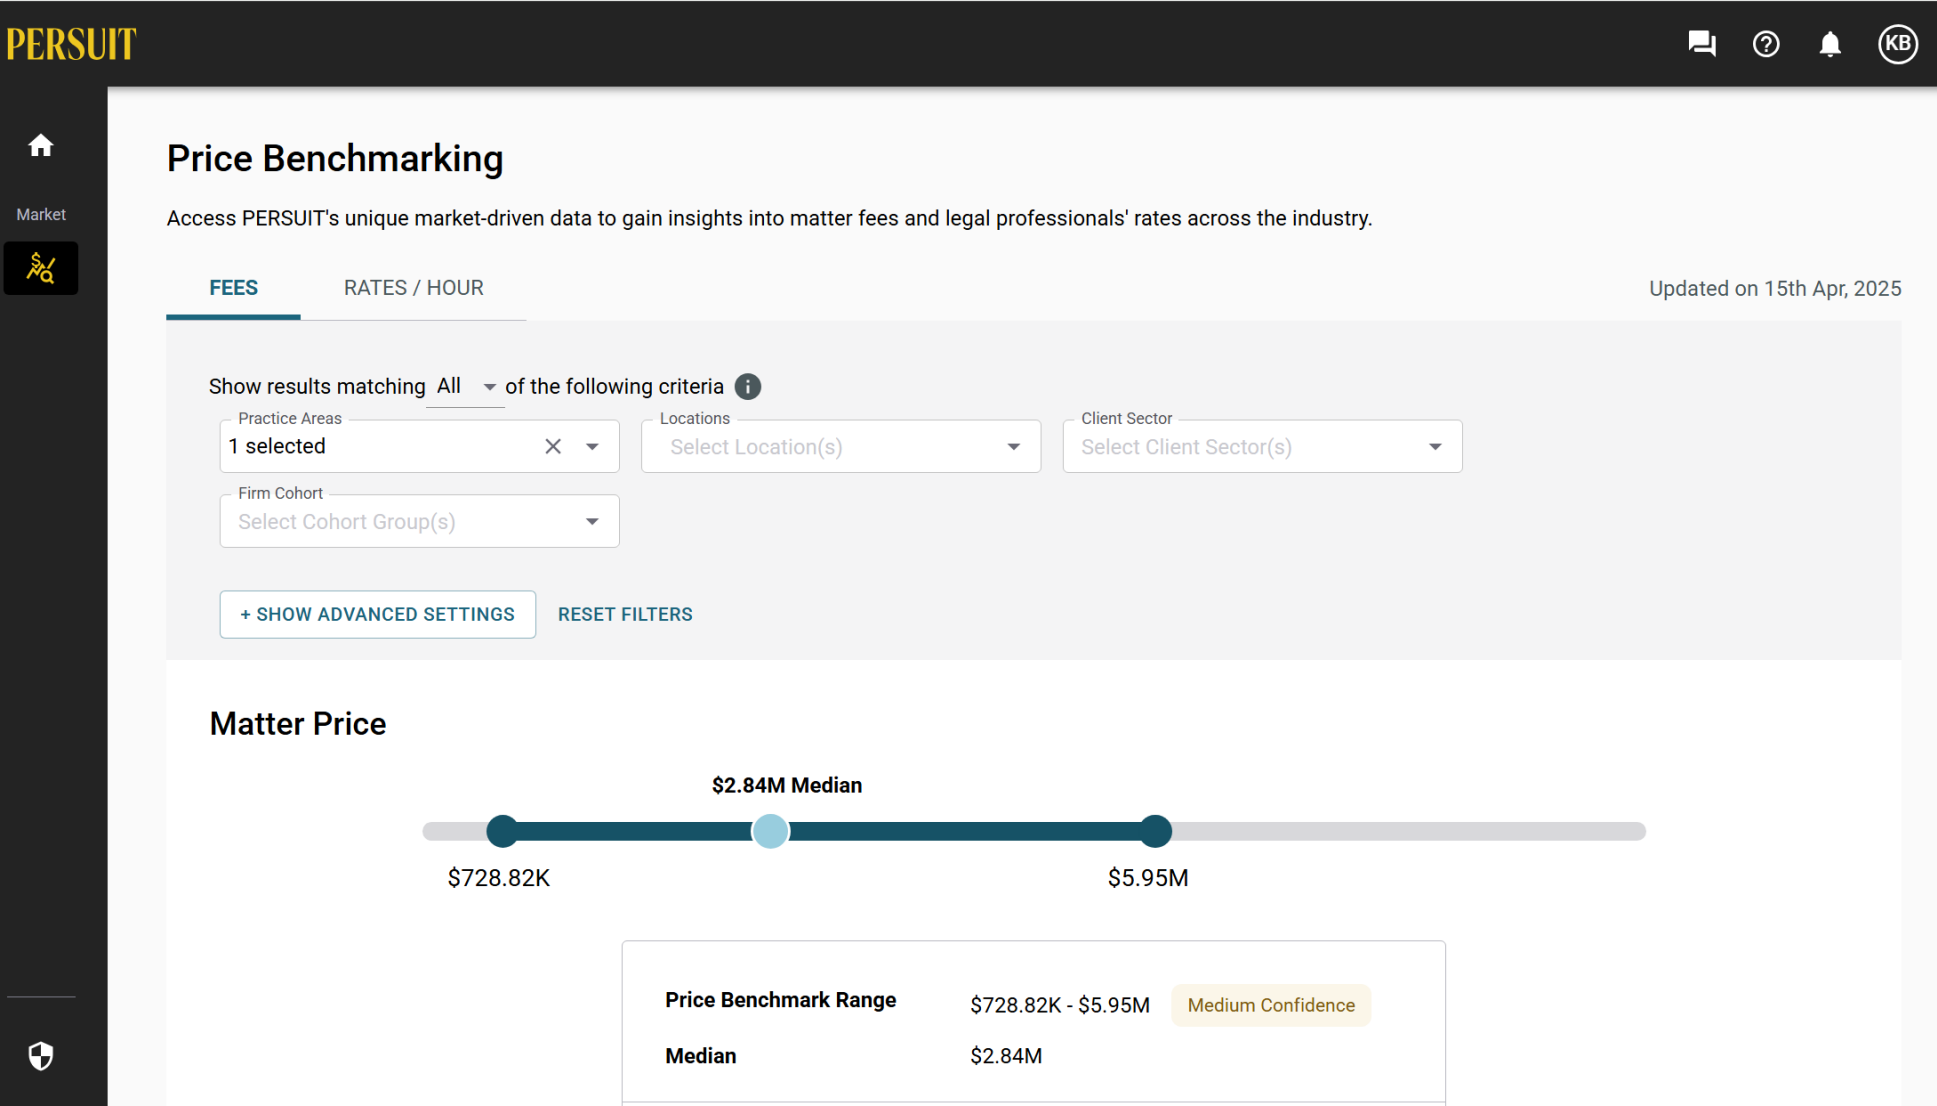 PERSUIT
KB
Market
Price Benchmarking
Access PERSUIT's unique market-driven data to gain insights into matter fees and legal professionals' rates across the industry.
FEES
RATES / HOUR
Updated on 15th Apr, 2025
Show results matching All of the following criteria
Practice Areas
1 selected
Locations
Select Location(s)
Client Sector
Select Client Sector(s)
Firm Cohort
Select Cohort Group(s)
+ SHOW ADVANCED SETTINGS
RESET FILTERS
Matter Price
$2.84M Median
$728.82K
$5.95M
Price Benchmark Range
$728.82K - $5.95M
Medium Confidence
Median
$2.84M